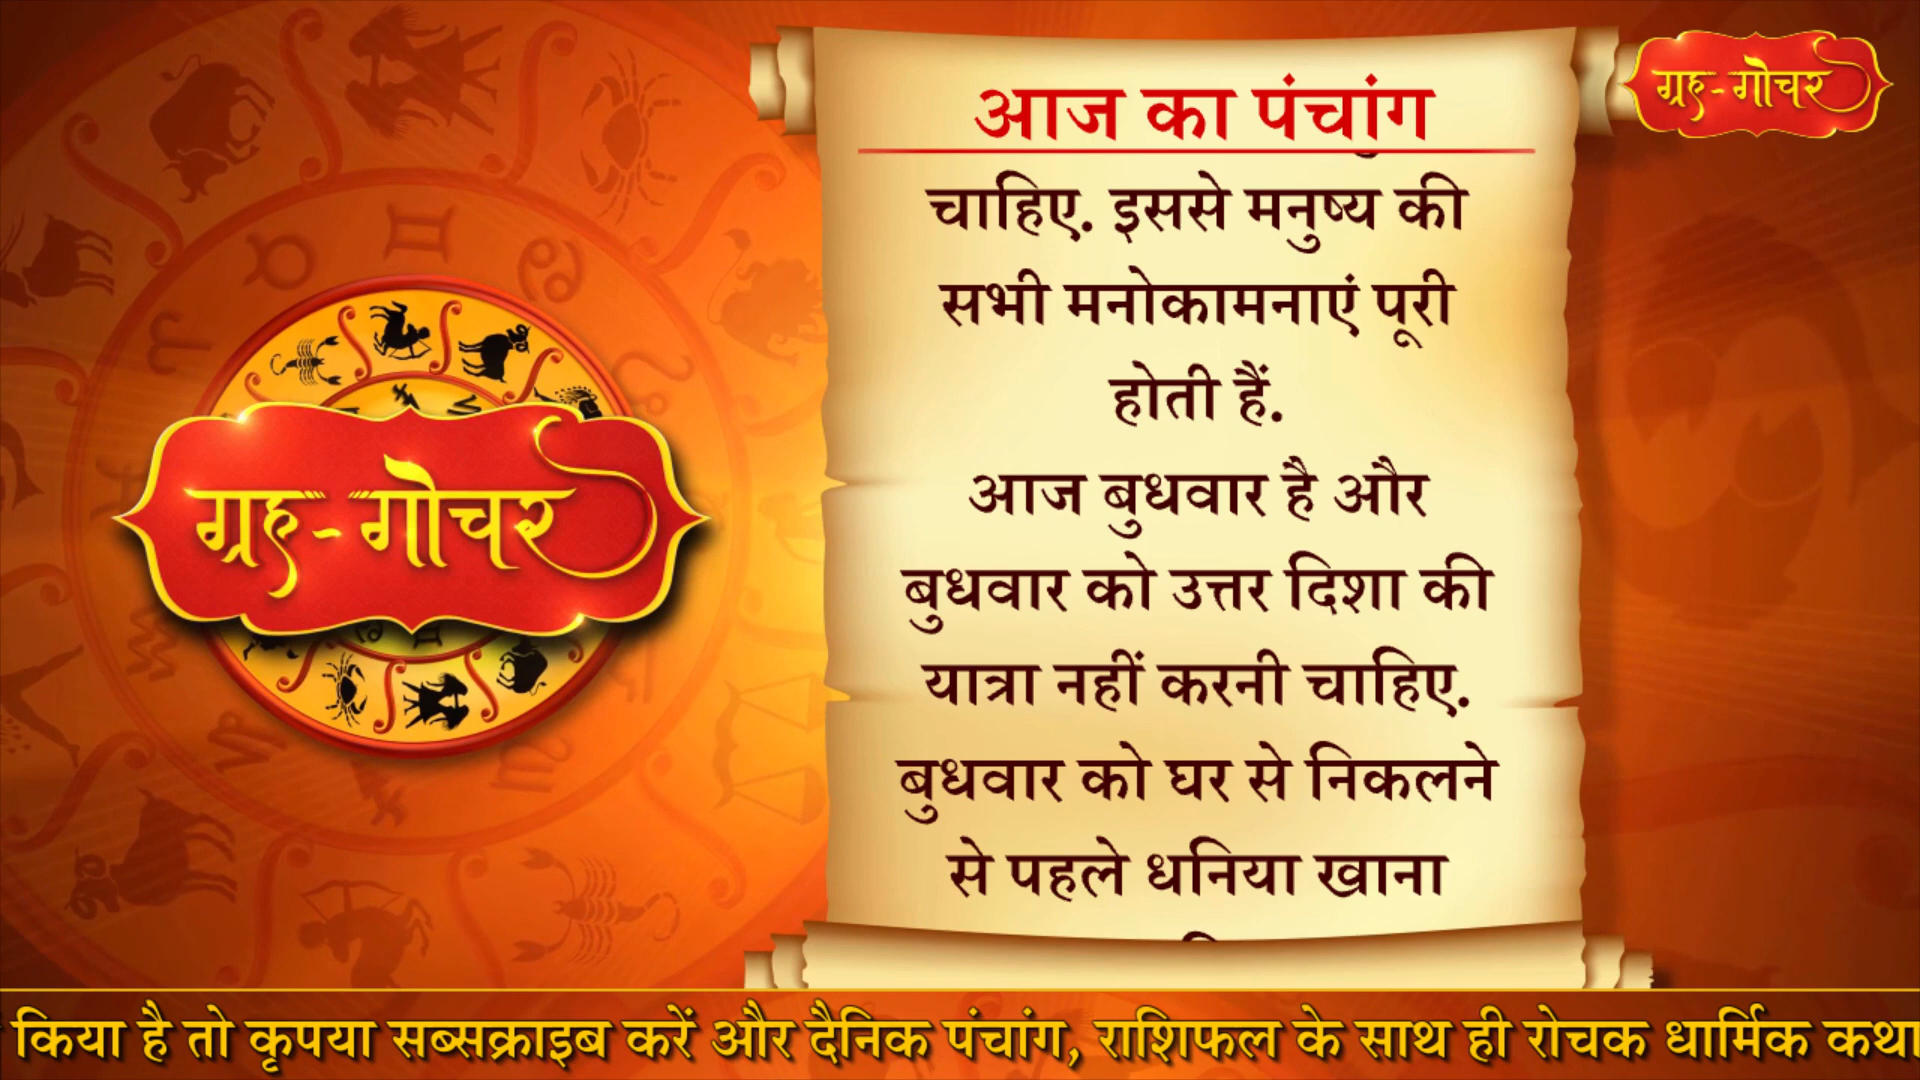 आज का पंचांग
ग्रह-गोचर
चाहिए. इससे मनुष्य की
सभी मनोकामनाएं पूरी
होती हैं.
आज बुधवार है और
बुधवार को उत्तर दिशा की
यात्रा नहीं करनी चाहिए.
बुधवार को घर से निकलने
से पहले धनिया खाना
ग्रह-गोचर
किया है तो कृपया सब्सक्राइब करें और दैनिक पंचांग, राशिफल के साथ ही रोचक धार्मिक कथा